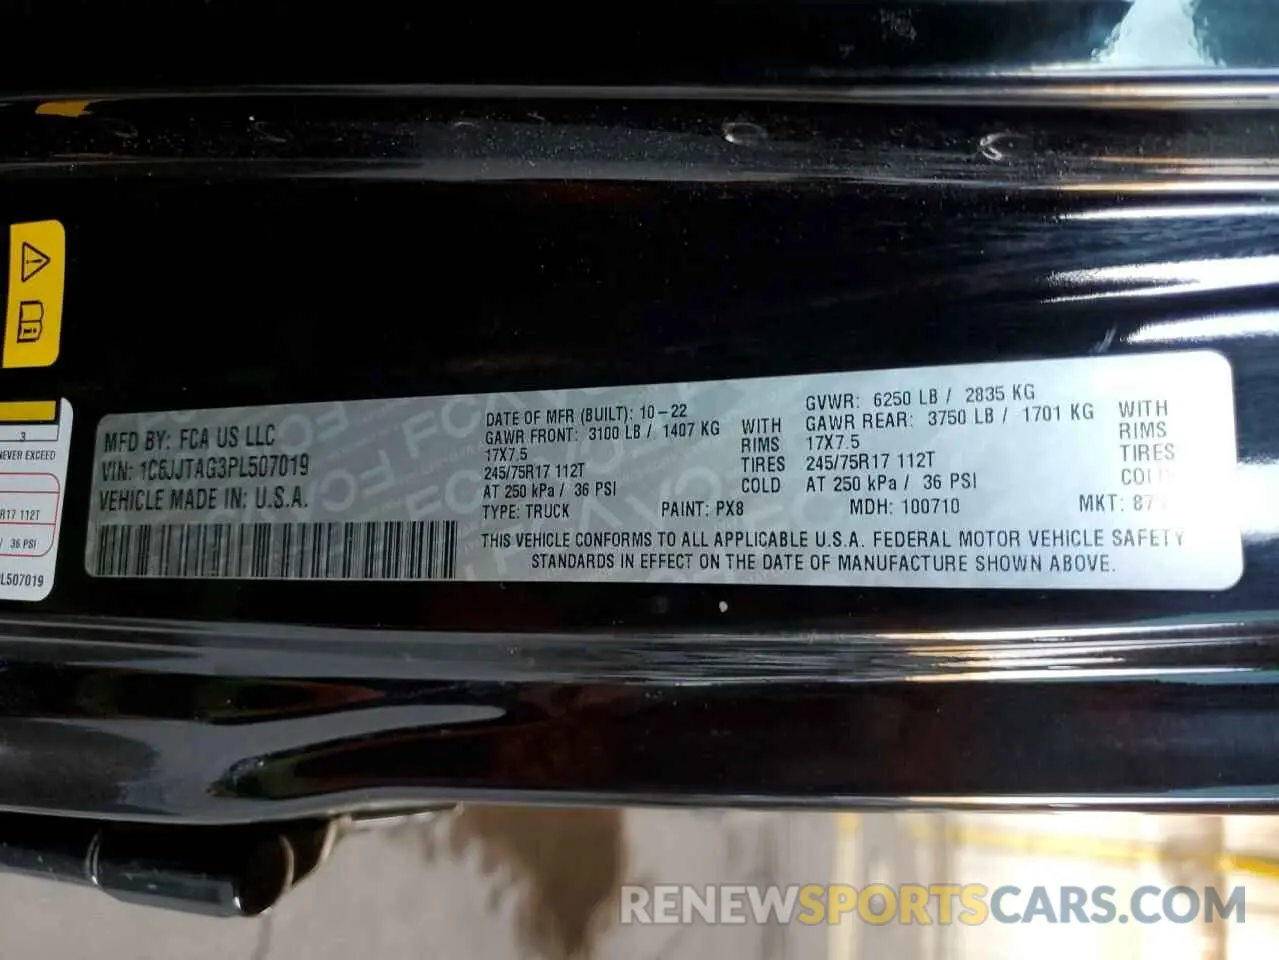 3
NEVER EXCEED
R17 112T
/ 36 PSI
L507019
MFD BY: FCA US LLC
VIN: 1C6JJTAG3PL507019
VEHICLE MADE IN: U.S.A.
DATE OF MFR (BUILT): 10-22
GAWR FRONT: 3100 LB / 1407 KG WITH
17X7.5 RIMS
245/75R17 112T TIRES
AT 250 kPa / 36 PSI COLD
TYPE: TRUCK PAINT: PX8
GVWR: 6250 LB / 2835 KG
GAWR REAR: 3750 LB / 1701 KG WITH
17X7.5 RIMS
245/75R17 112T TIRES
AT 250 kPa / 36 PSI
MDH: 100710 MKT:
THIS VEHICLE CONFORMS TO ALL APPLICABLE U.S.A. FEDERAL MOTOR VEHICLE SAFETY
STANDARDS IN EFFECT ON THE DATE OF MANUFACTURE SHOWN ABOVE.
RENEWSPORTSCARS.COM